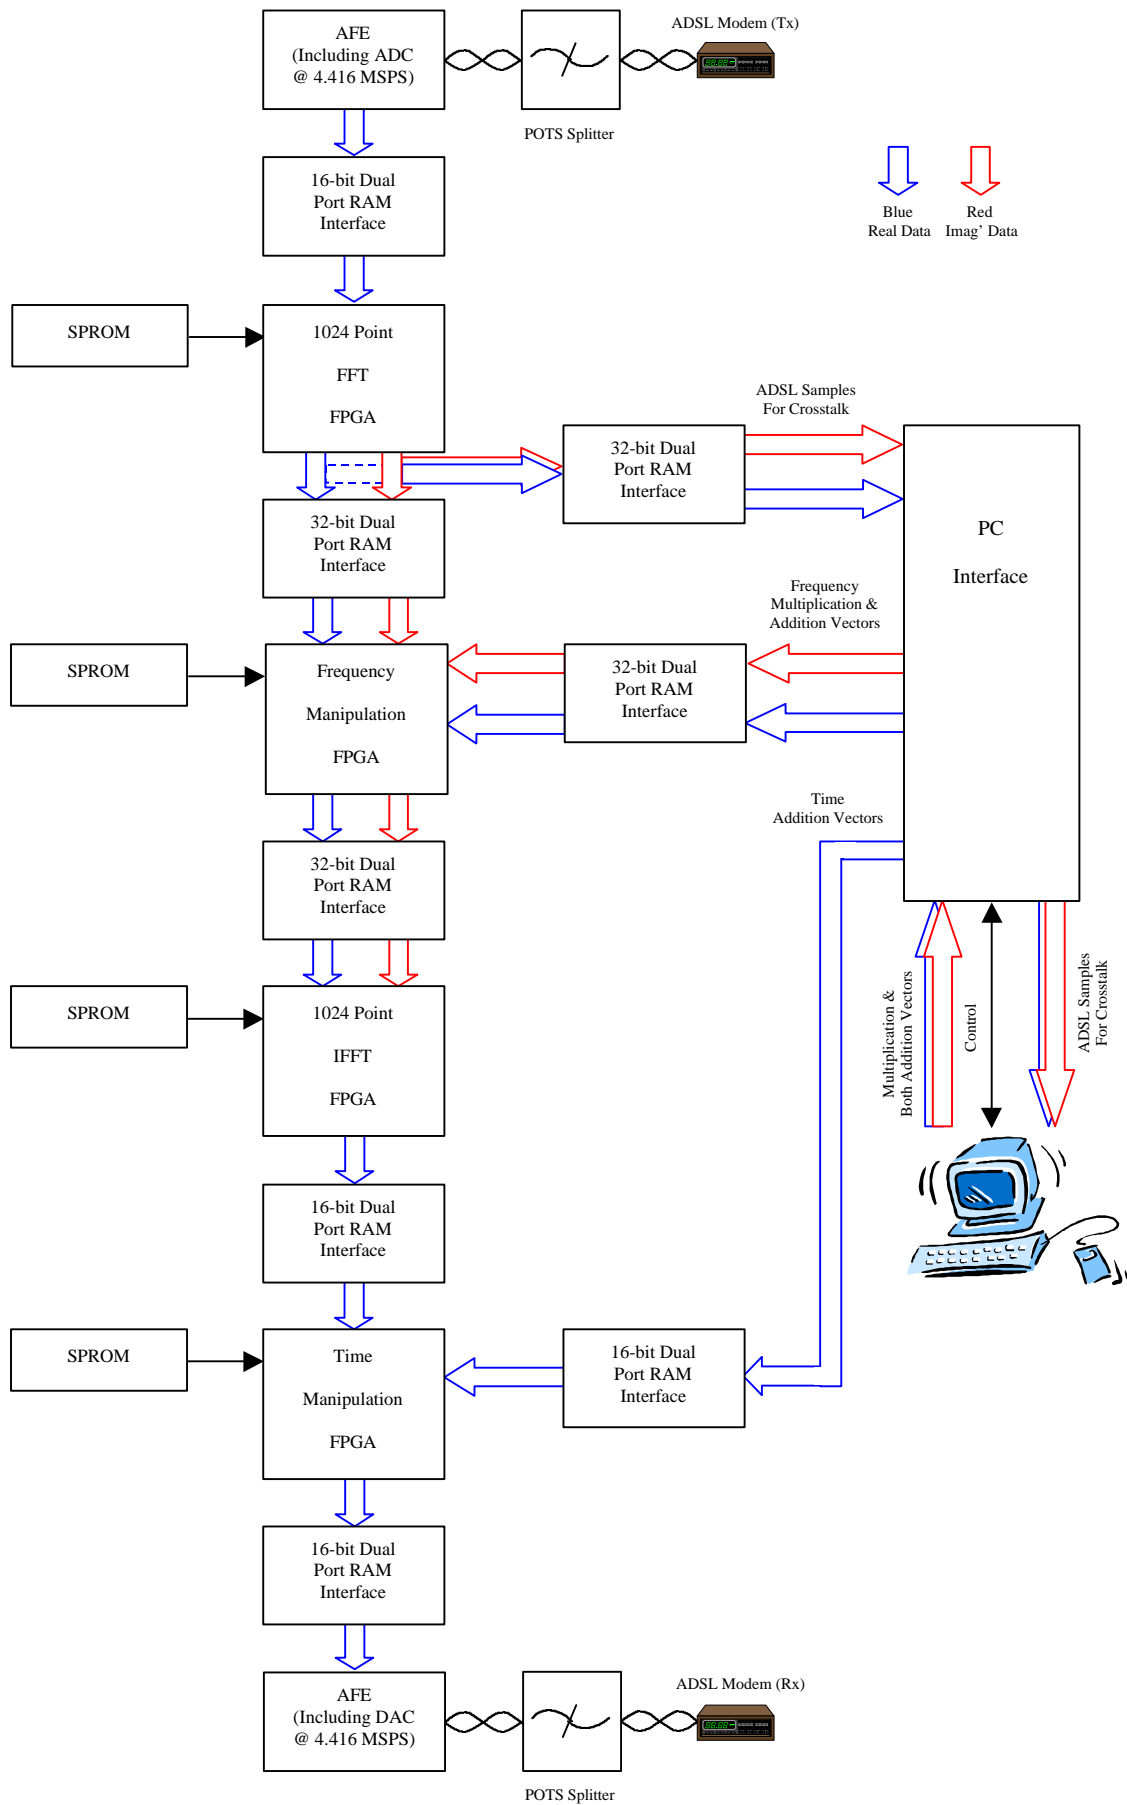 AFE
(Including ADC
@ 4.416 MSPS)
ADSL Modem (Tx)
POTS Splitter
16-bit Dual
Port RAM
Interface
Blue
Real Data
Red
Imag’ Data
SPROM
1024 Point
FFT
FPGA
ADSL Samples
For Crosstalk
32-bit Dual
Port RAM
Interface
PC
Interface
32-bit Dual
Port RAM
Interface
Frequency
Multiplication &
Addition Vectors
SPROM
Frequency
Manipulation
FPGA
32-bit Dual
Port RAM
Interface
Time
Addition Vectors
32-bit Dual
Port RAM
Interface
Multiplication &
Both Addition Vectors
Control
ADSL Samples
For Crosstalk
SPROM
1024 Point
IFFT
FPGA
16-bit Dual
Port RAM
Interface
SPROM
Time
Manipulation
FPGA
16-bit Dual
Port RAM
Interface
16-bit Dual
Port RAM
Interface
AFE
(Including DAC
@ 4.416 MSPS)
ADSL Modem (Rx)
POTS Splitter